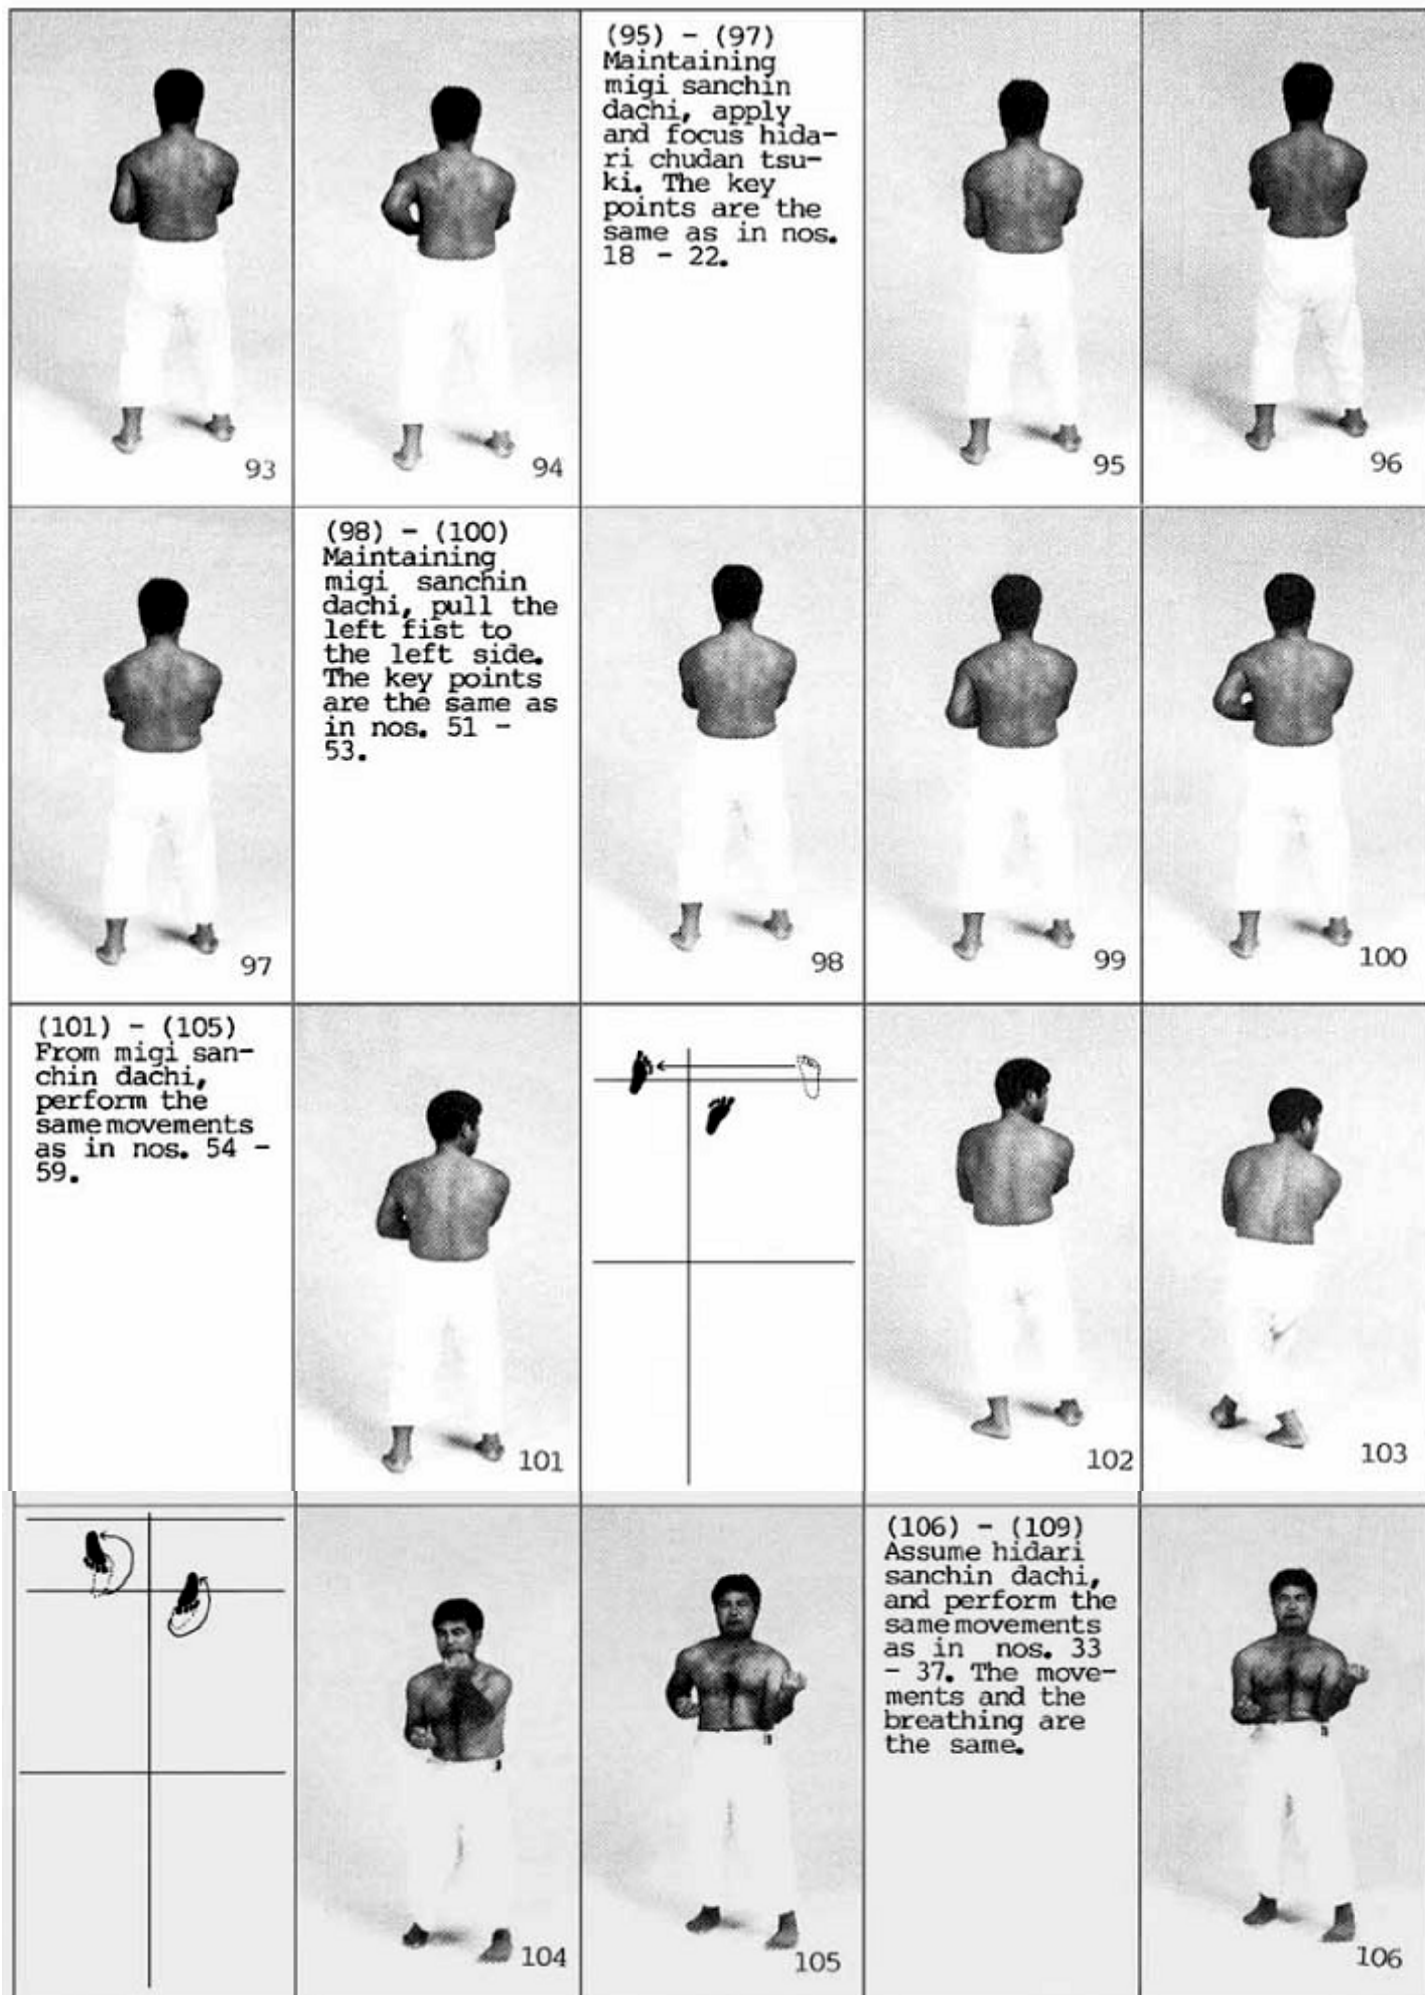 93
94
(95) - (97)
Maintaining
migi sanchin
dachi, apply
and focus hida-
ri chudan tsu-
ki. The key
points are the
same as in nos.
18 - 22.
95
96
97
(98) - (100)
Maintaining
migi sanchin
dachi, pull the
left fist to
the left side.
The key points
are the same as
in nos. 51 -
53.
98
99
100
(101) - (105)
From migi san-
chin dachi,
perform the
same movements
as in nos. 54 -
59.
101
102
103
104
105
(106) - (109)
Assume hidari
sanchin dachi,
and perform the
same movements
as in nos. 33
- 37. The move-
ments and the
breathing are
the same.
106